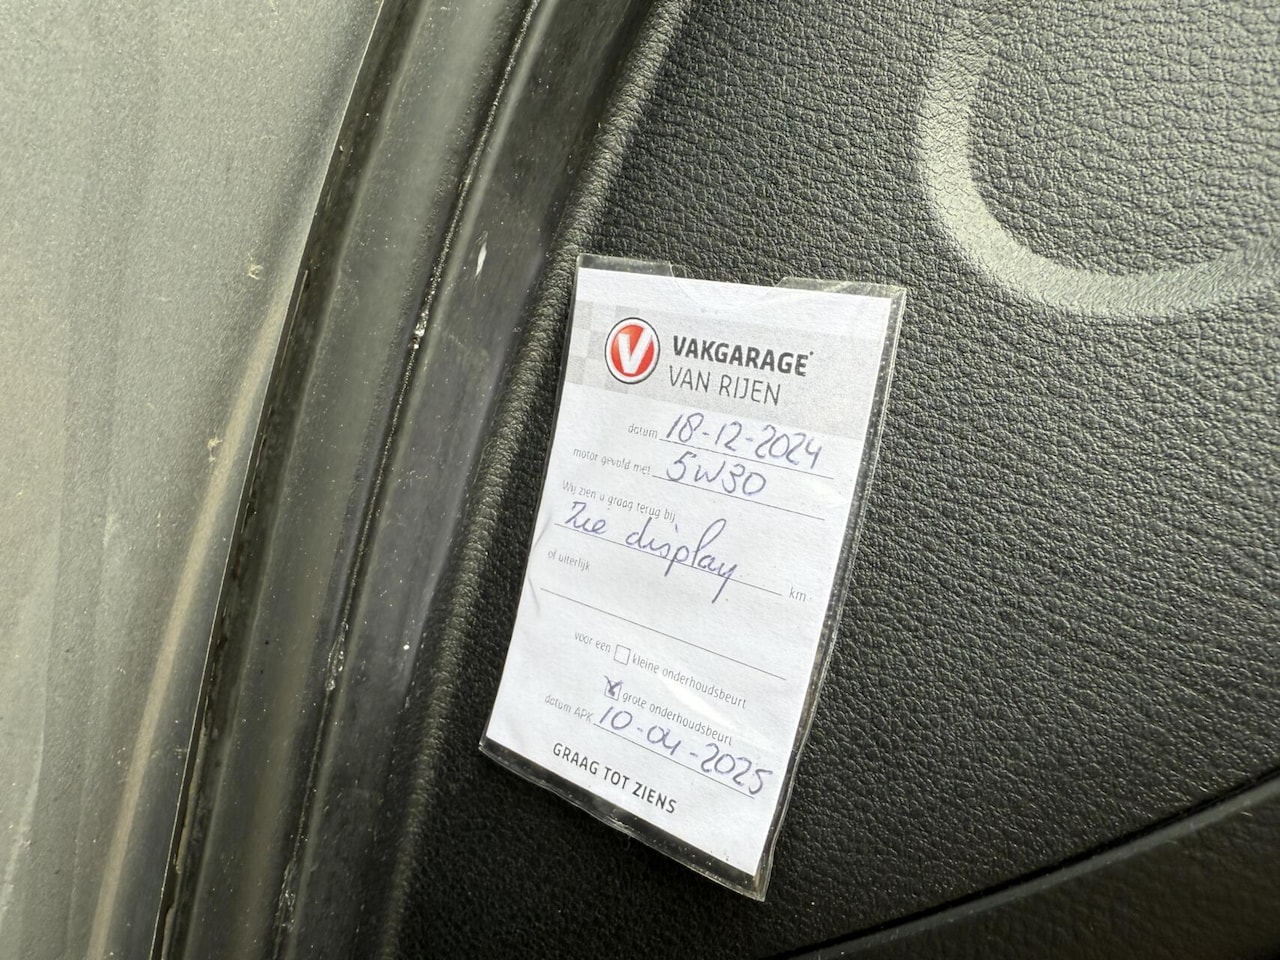 V VAKGARAGE
VAN RIJEN
datum 18-12-2024
motor gevuld met 5W30
Wij zien u graag terug bij
Zie display km
of uiterlijk
voor een kleine onderhoudsbeurt
grote onderhoudsbeurt
datum APK 10-04-2025
GRAAG TOT ZIENS